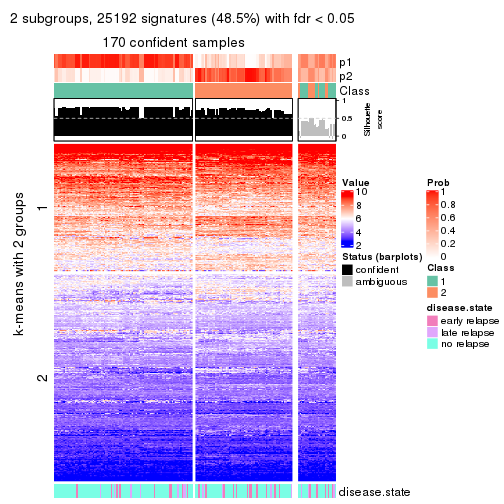 2 subgroups, 25192 signatures (48.5%) with fdr < 0.05
170 confident samples
p1
p2
Class
1
0.5
0
Silhouette
score
k-means with 2 groups
1
2
Value
10
8
6
4
2
Status (barplots)
confident
ambiguous
Prob
1
0.8
0.6
0.4
0.2
0
Class
1
2
disease.state
early relapse
late relapse
no relapse
disease.state